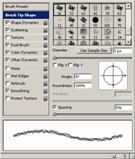 Brush Presets
Brush Tip Shape
Shape Dynamics
Scattering
Texture
Dual Brush
Color Dynamics
Other Dynamics
Noise
Wet Edges
Airbrush
Smoothing
Protect Texture
Diameter
Use Sample Size
Flip X
Flip Y
Angle:
Roundness:
100%
Hardness
Spacing